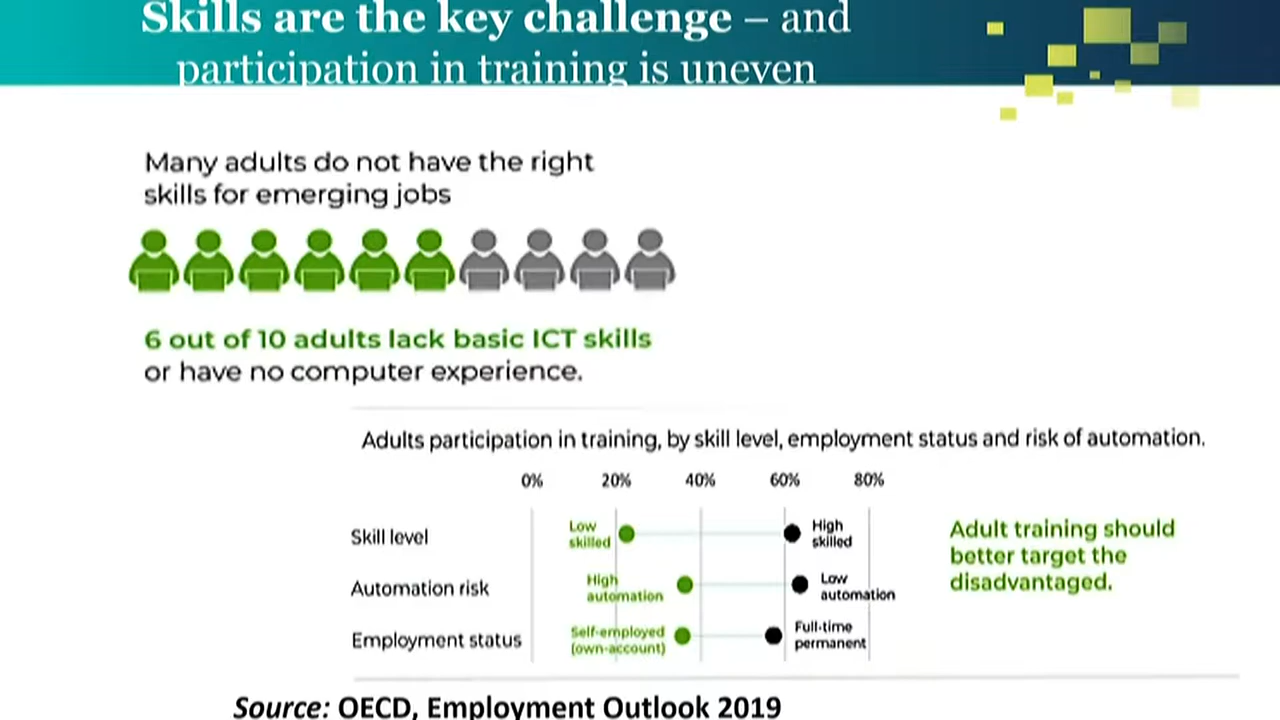 Skills are the key challenge – and
participation in training is uneven
Many adults do not have the right
skills for emerging jobs
6 out of 10 adults lack basic ICT skills
or have no computer experience.
Adults participation in training, by skill level, employment status and risk of automation.
0% 20% 40% 60% 80%
Skill level
Low
skilled
High
skilled
Automation risk
High
automation
Low
automation
Employment status
Self-employed
(own-account)
Full-time
permanent
Adult training should
better target the
disadvantaged.
Source: OECD, Employment Outlook 2019